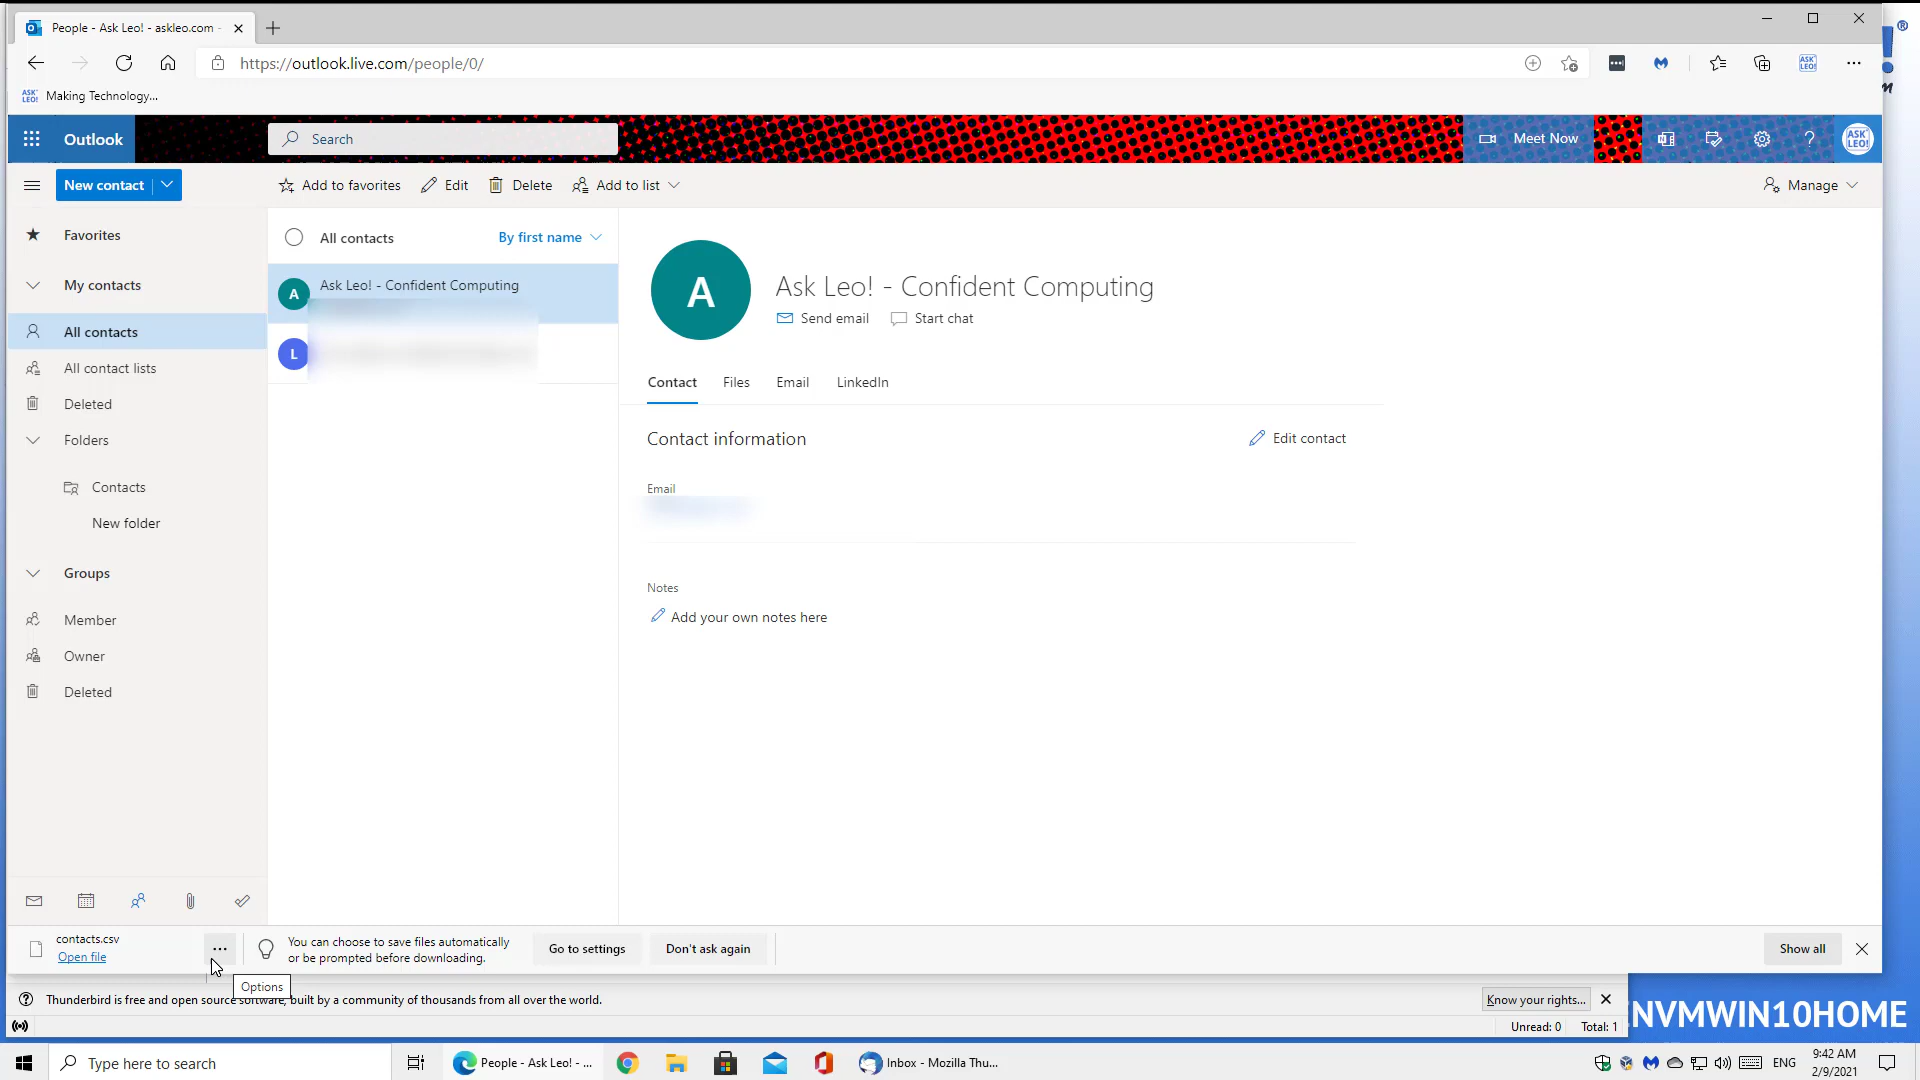 People - Ask Leo! - askleo.com -
https://outlook.live.com/people/0/
ASK LEO!
ASK LEO! Making Technology...
Outlook
Search
Meet Now
ASK LEO!
New contact
Add to favorites
Edit
Delete
Add to list
Manage
Favorites
My contacts
All contacts
All contact lists
Deleted
Folders
Contacts
New folder
Groups
Member
Owner
Deleted
All contacts
By first name
A
Ask Leo! - Confident Computing
L
A
Ask Leo! - Confident Computing
Send email
Start chat
Contact
Files
Email
LinkedIn
Contact information
Edit contact
Email
Notes
Add your own notes here
contacts.csv
Open file
You can choose to save files automatically
or be prompted before downloading.
Go to settings
Don't ask again
Show all
Options
Thunderbird is free and open source software, built by a community of thousands from all over the world.
Know your rights...
Unread: 0
Total: 1
NVMWIN10HOME
Type here to search
People - Ask Leo! - ...
Inbox - Mozilla Thu...
ENG
9:42 AM
2/9/2021